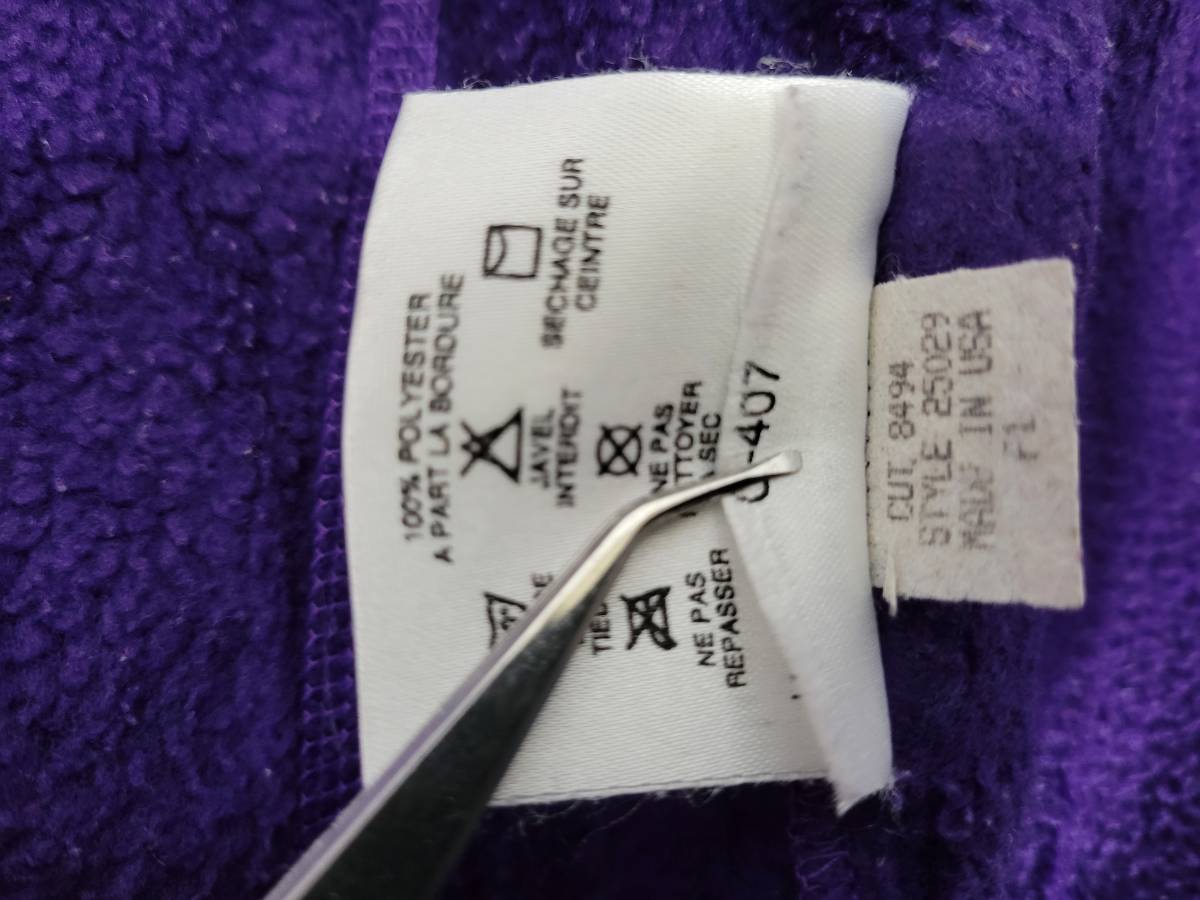 100% POLYESTER
A PART LA BORDURE
JAVEL
INTERDIT
SECHAGE SUR
CEINTRE
NE PAS
REPASSER
NE PAS
-407
CUT 8494
STYLE 25029
MADE IN USA